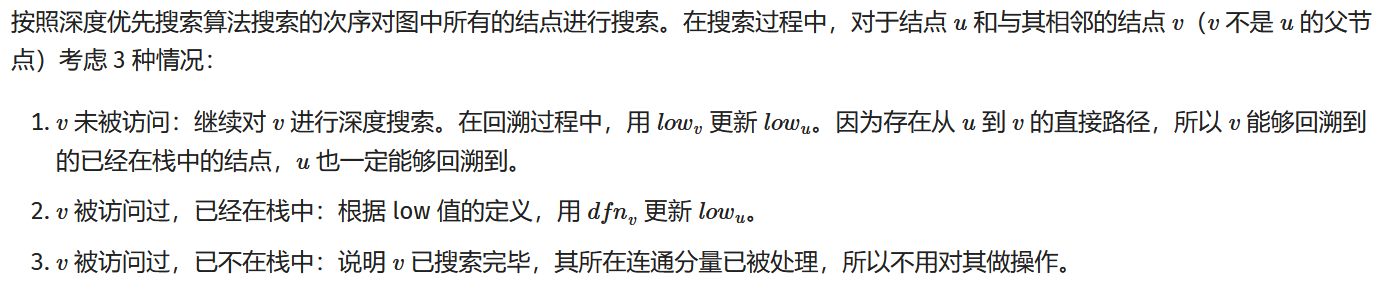 按照深度优先搜索算法搜索的次序对图中所有的结点进行搜索。在搜索过程中，对于结点 u 和与其相邻的结点 v（v 不是 u 的父节
点）考虑 3 种情况：
1. v 未被访问：继续对 v 进行深度搜索。在回溯过程中，用 low_v 更新 low_u。因为存在从 u 到 v 的直接路径，所以 v 能够回溯到
的已经在栈中的结点，u 也一定能够回溯到。
2. v 被访问过，已经在栈中：根据 low 值的定义，用 dfn_v 更新 low_u。
3. v 被访问过，已不在栈中：说明 v 已搜索完毕，其所在连通分量已被处理，所以不用对其做操作。